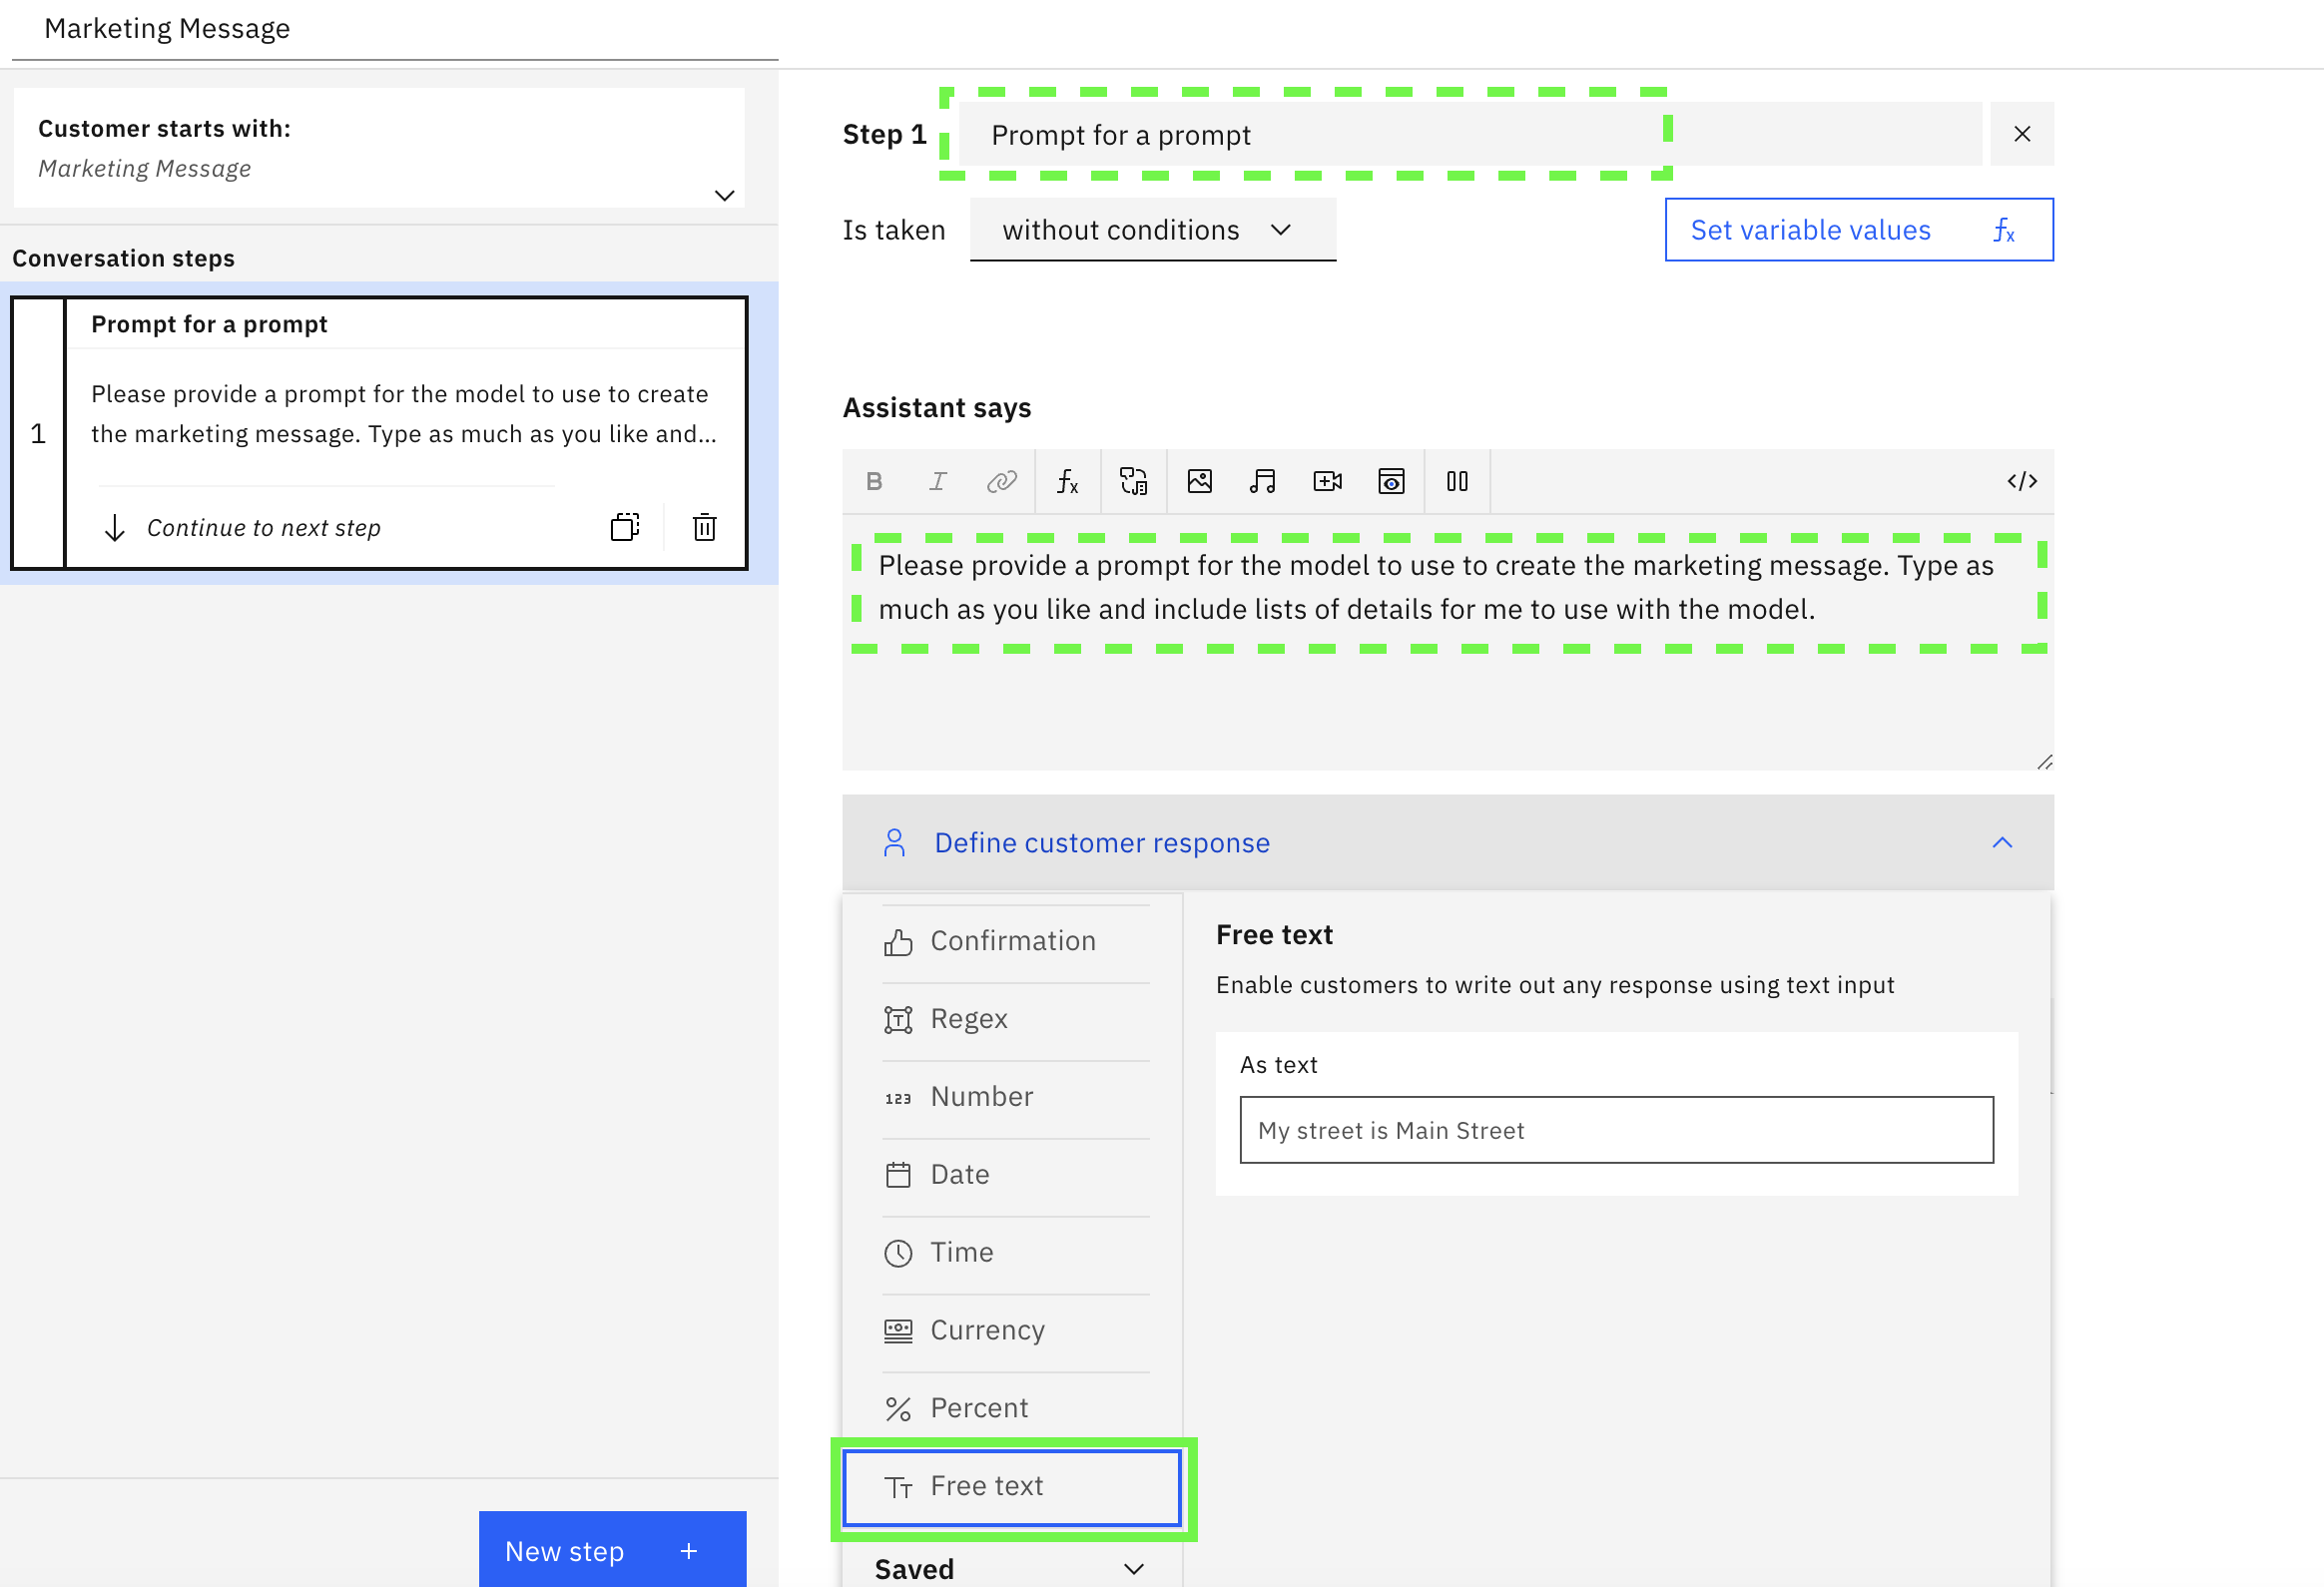 Marketing Message
Customer starts with:
Marketing Message
Conversation steps
1
Prompt for a prompt
Please provide a prompt for the model to use to create
the marketing message. Type as much as you like and...
Continue to next step
New step +
Step 1
Prompt for a prompt
Is taken
without conditions
Set variable values fx
Assistant says
B I fx </>
Please provide a prompt for the model to use to create the marketing message. Type as
much as you like and include lists of details for me to use with the model.
Define customer response
Confirmation
Regex
123 Number
Date
Time
Currency
% Percent
Free text
Saved
Free text
Enable customers to write out any response using text input
As text
My street is Main Street